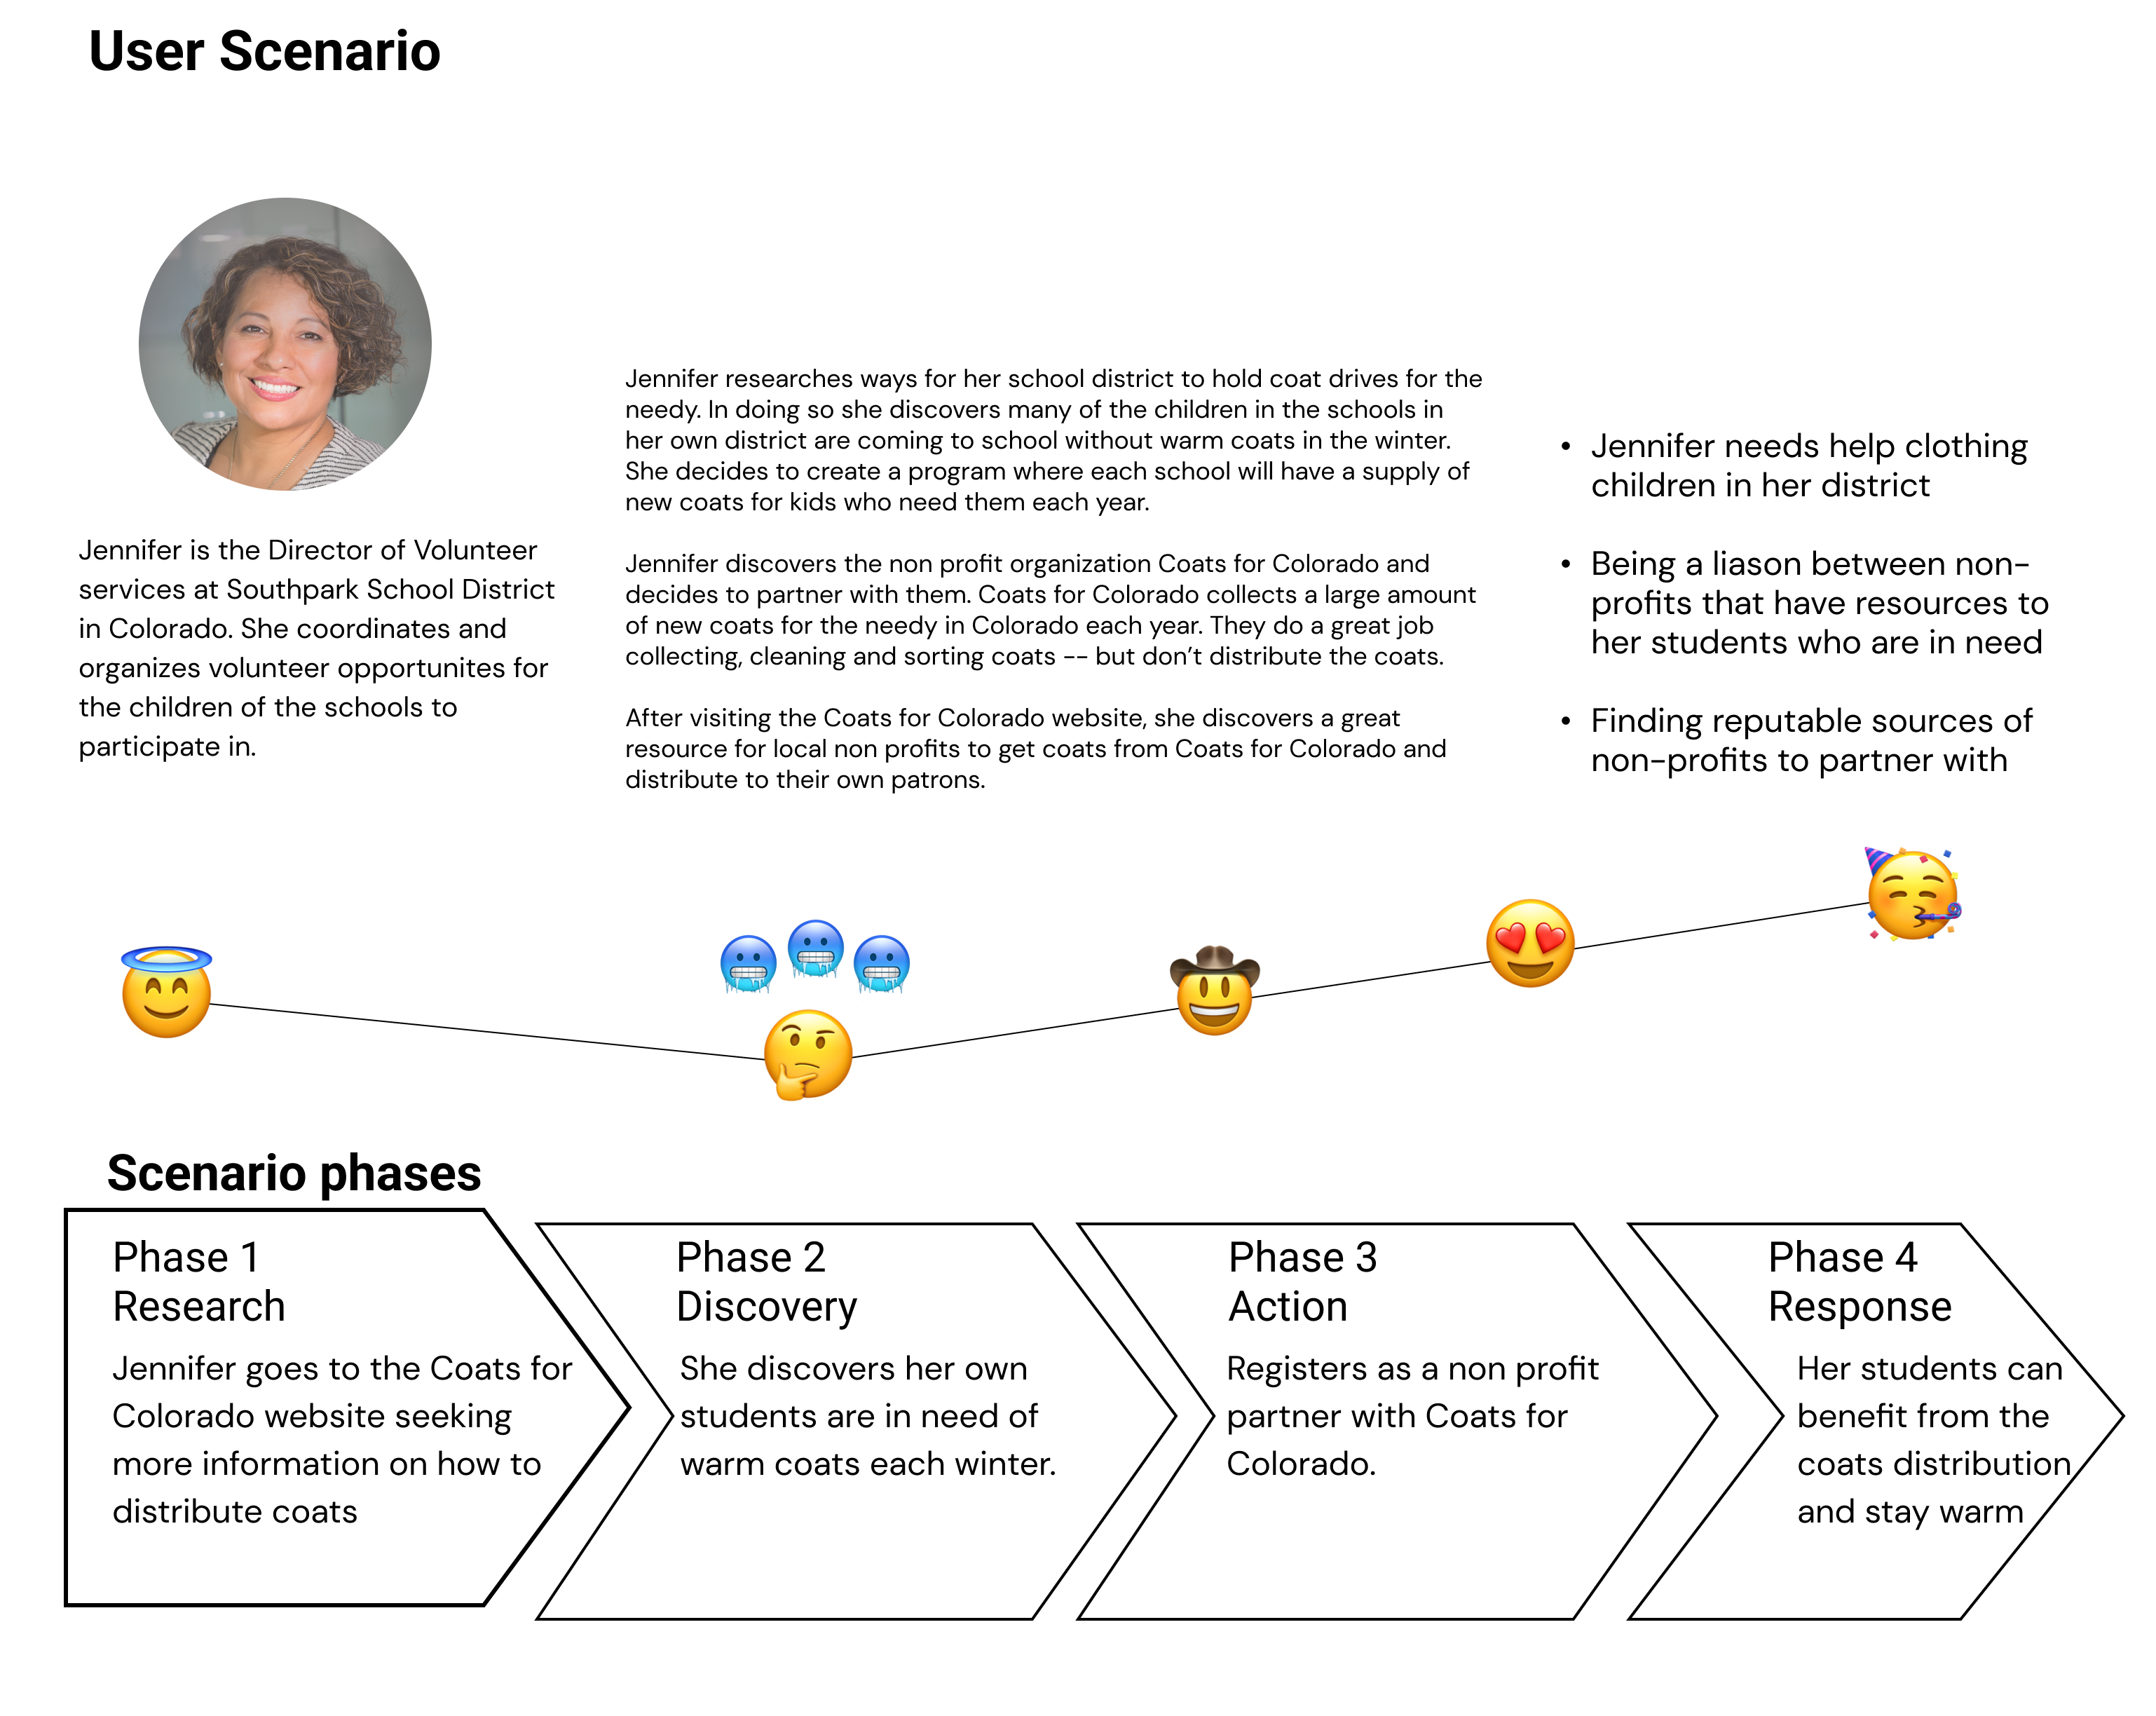 User Scenario
Jennifer is the Director of Volunteer
services at Southpark School District
in Colorado. She coordinates and
organizes volunteer opportunites for
the children of the schools to
participate in.
Jennifer researches ways for her school district to hold coat drives for the
needy. In doing so she discovers many of the children in the schools in
her own district are coming to school without warm coats in the winter.
She decides to create a program where each school will have a supply of
new coats for kids who need them each year.
Jennifer discovers the non profit organization Coats for Colorado and
decides to partner with them. Coats for Colorado collects a large amount
of new coats for the needy in Colorado each year. They do a great job
collecting, cleaning and sorting coats -- but don’t distribute the coats.
After visiting the Coats for Colorado website, she discovers a great
resource for local non profits to get coats from Coats for Colorado and
distribute to their own patrons.
• Jennifer needs help clothing
children in her district
• Being a liason between non-
profits that have resources to
her students who are in need
• Finding reputable sources of
non-profits to partner with
Scenario phases
Phase 1
Research
Jennifer goes to the Coats for
Colorado website seeking
more information on how to
distribute coats
Phase 2
Discovery
She discovers her own
students are in need of
warm coats each winter.
Phase 3
Action
Registers as a non profit
partner with Coats for
Colorado.
Phase 4
Response
Her students can
benefit from the
coats distribution
and stay warm